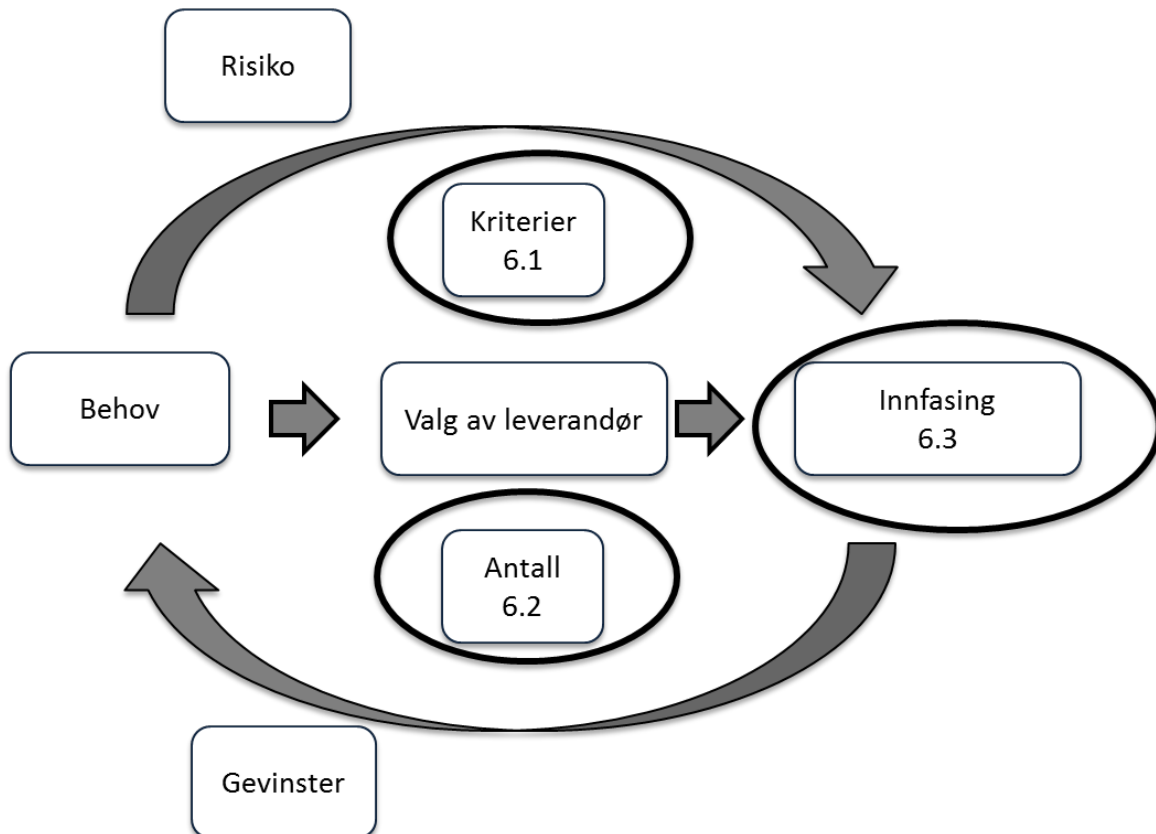 Risiko
Kriterier
6.1
Behov
Valg av leverandør
Innfasing
6.3
Antall
6.2
Gevinster